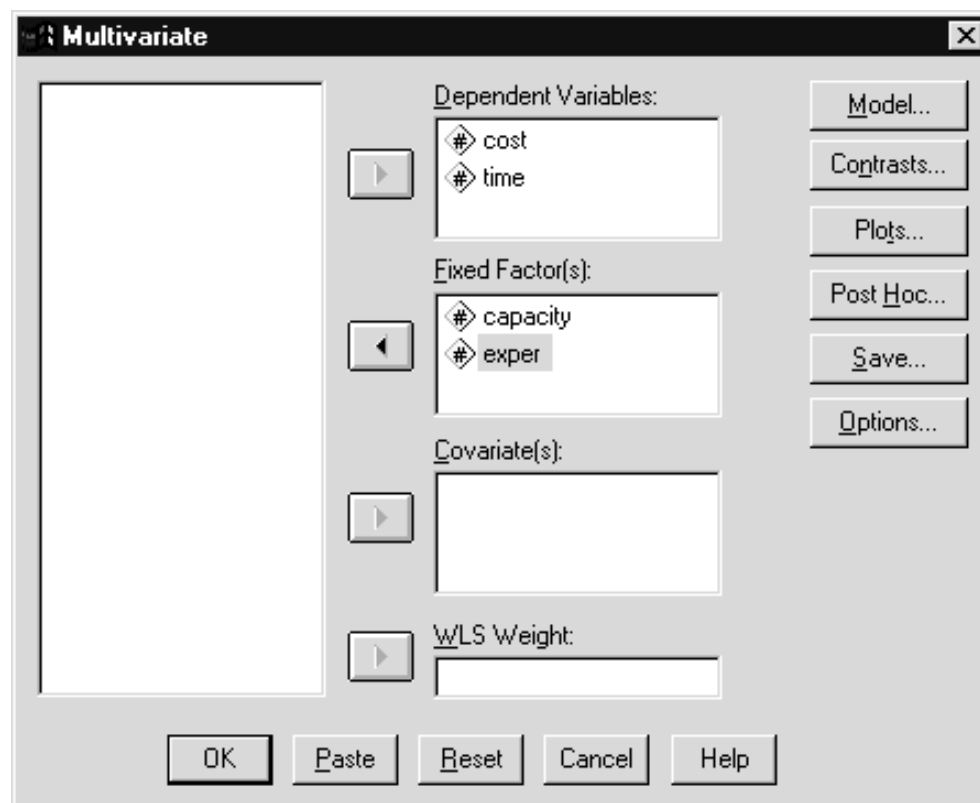 Multivariate
Dependent Variables:
# cost
# time
Fixed Factor(s):
# capacity
# exper
Covariate(s):
WLS Weight:
Model...
Contrasts...
Plots...
Post Hoc...
Save...
Options...
OK Paste Reset Cancel Help